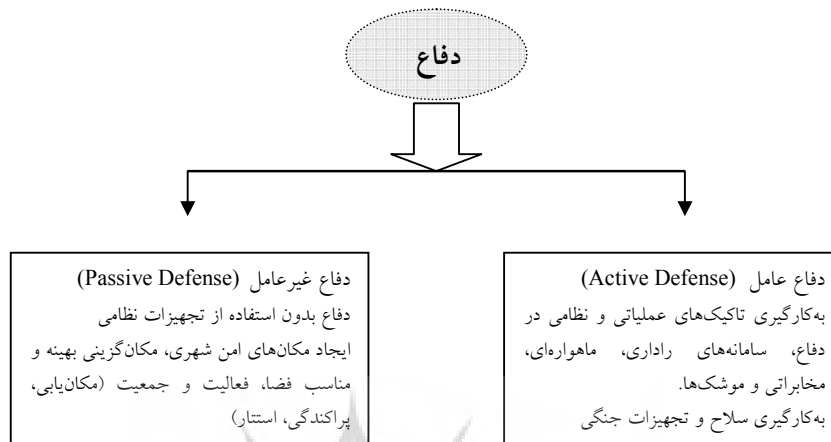 دفاع
دفاع عامل (Active Defense)
به‌کارگیری تاکیک‌های عملیاتی و نظامی در
دفاع، سامانه‌های راداری، ماهواره‌ای،
مخابراتی و موشک‌ها.
به‌کارگیری سلاح و تجهیزات جنگی
دفاع غیرعامل (Passive Defense)
دفاع بدون استفاده از تجهیزات نظامی
ایجاد مکان‌های امن شهری، مکان‌گزینی بهینه و
مناسب فضا، فعالیت و جمعیت (مکان‌یابی،
پراکندگی، استتار)